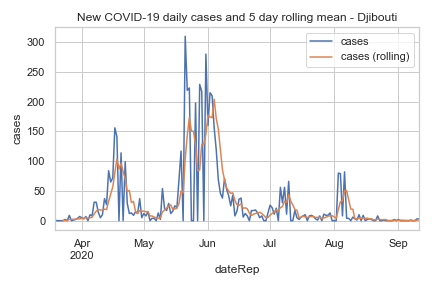 New COVID-19 daily cases and 5 day rolling mean - Djibouti
cases
cases (rolling)
300
250
200
150
100
50
0
cases
Apr
2020
May
Jun
Jul
Aug
Sep
dateRep